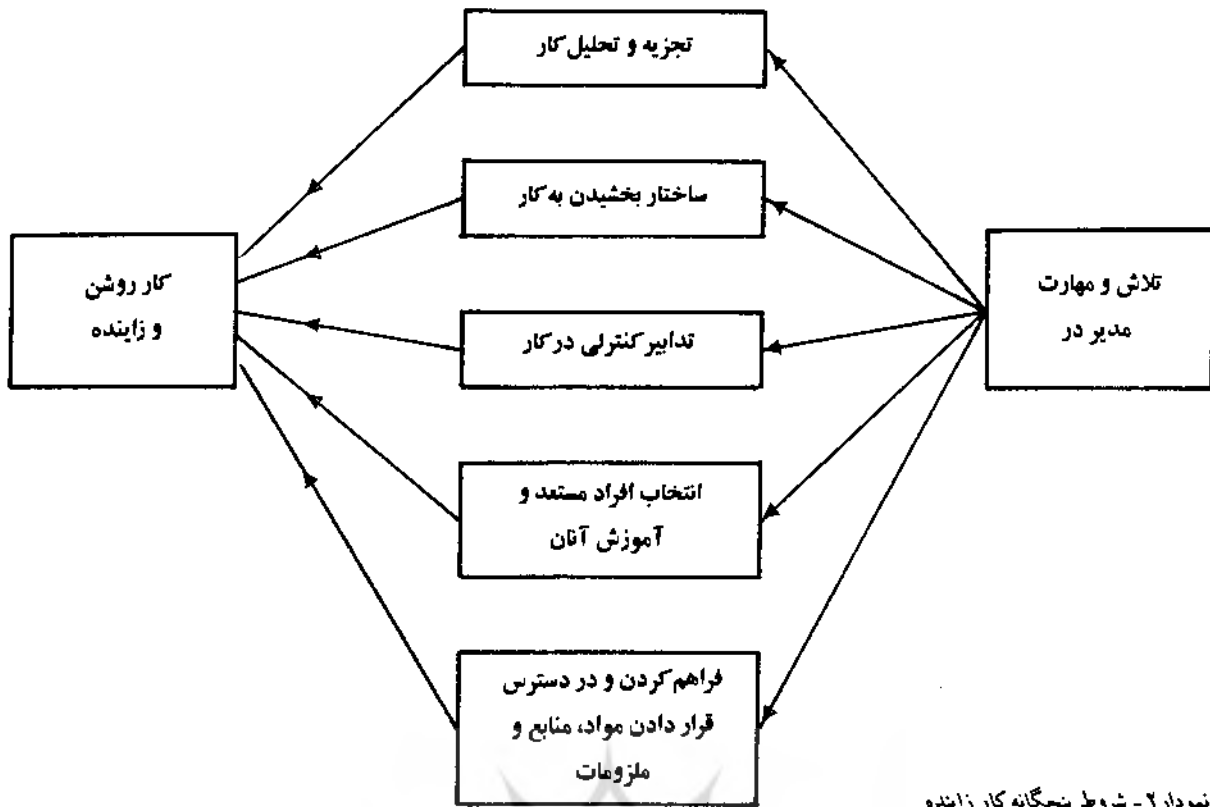 تجزیه و تحلیل کار
ساختار بخشیدن به کار
تدابیر کنترلی در کار
انتخاب افراد مستعد و
آموزش آنان
فراهم کردن و در دسترس
قرار دادن مواد، منابع و
ملزومات
تلاش و مهارت
مدیر در
کار روشن
و زاینده
نمودار ۲ - شروط پنجگانه کار زاینده